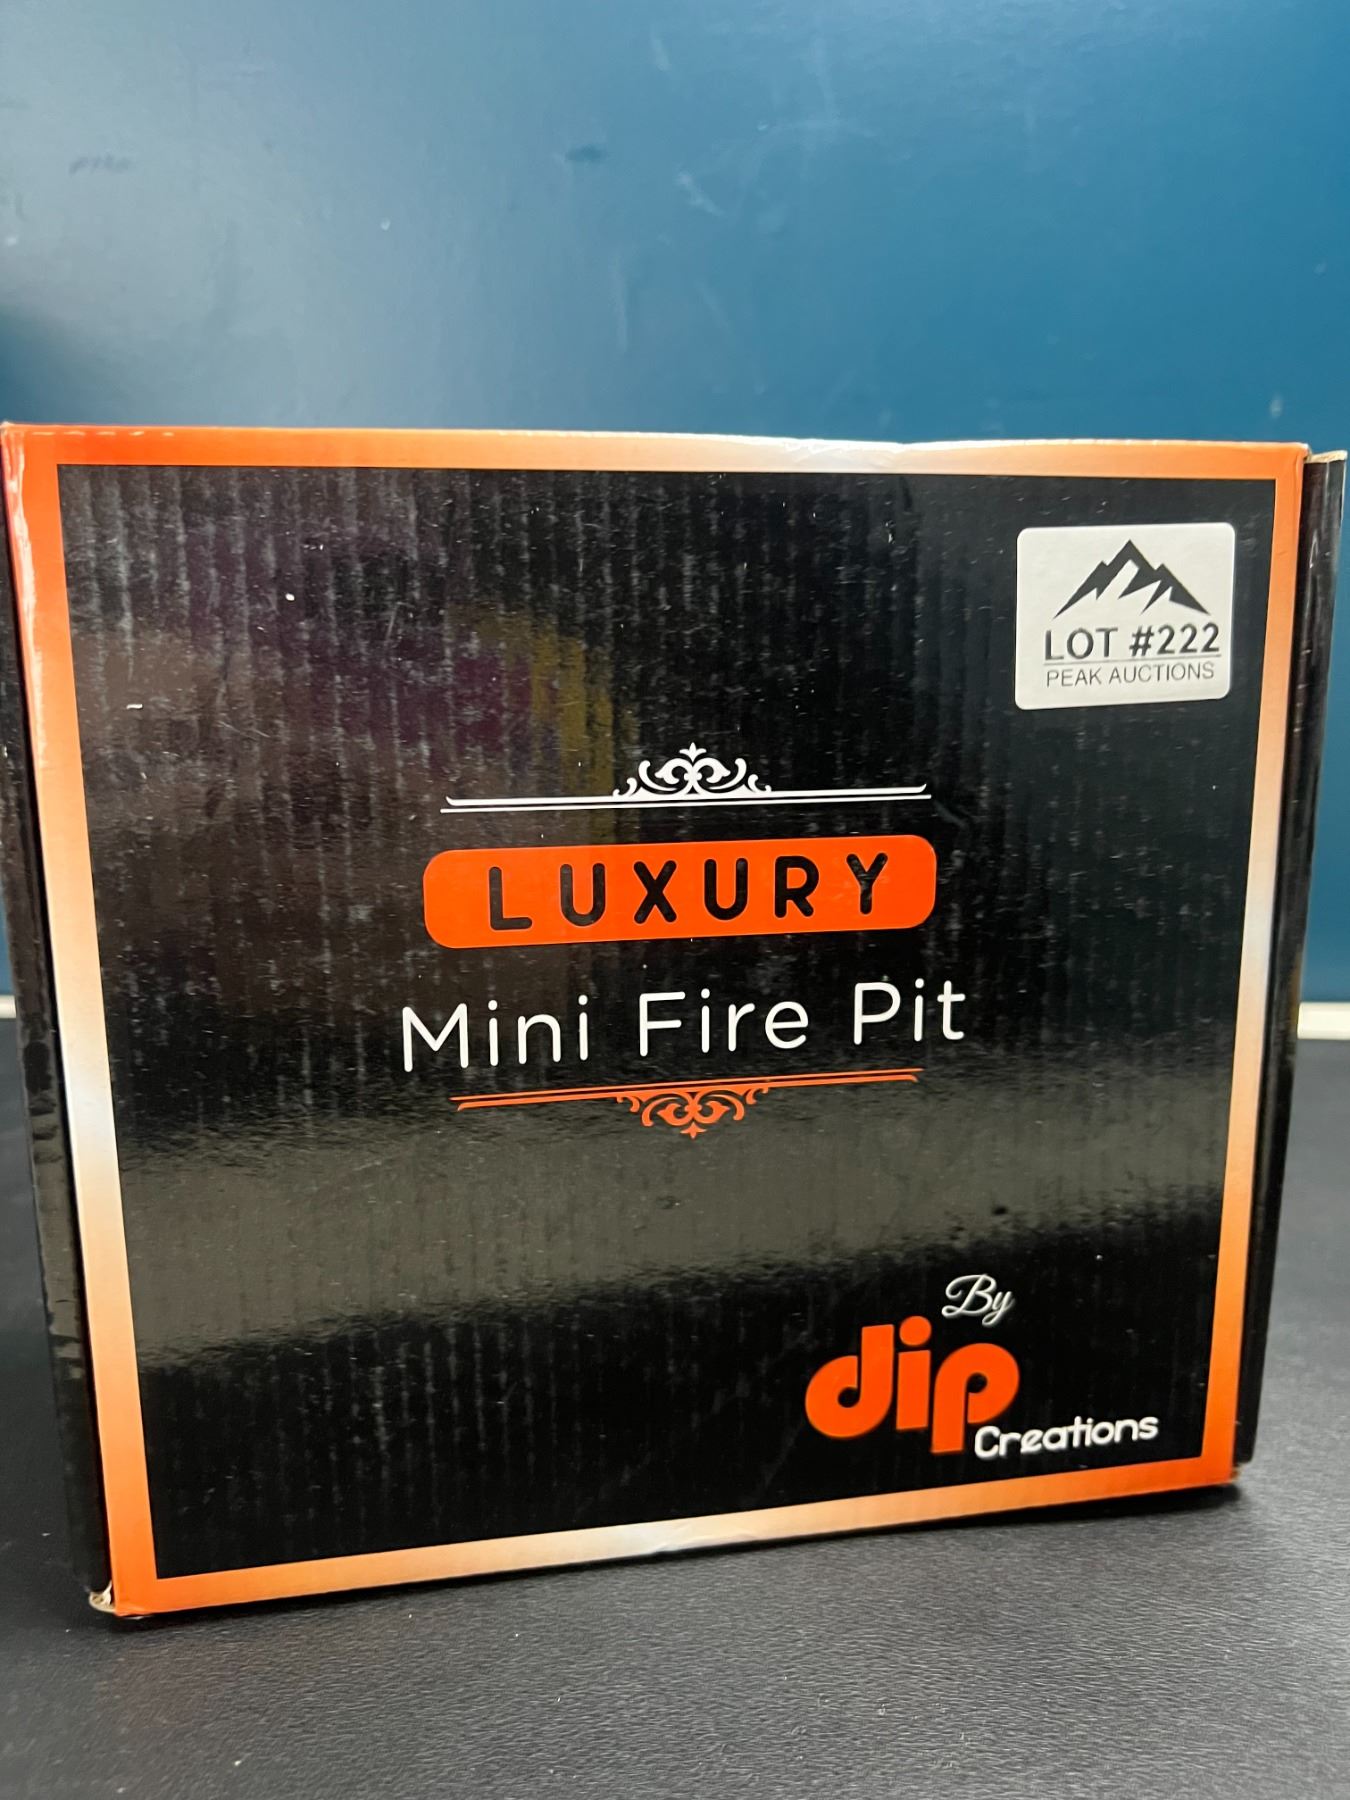 LOT #222
PEAK AUCTIONS
LUXURY
Mini Fire Pit
By
dip
Creations